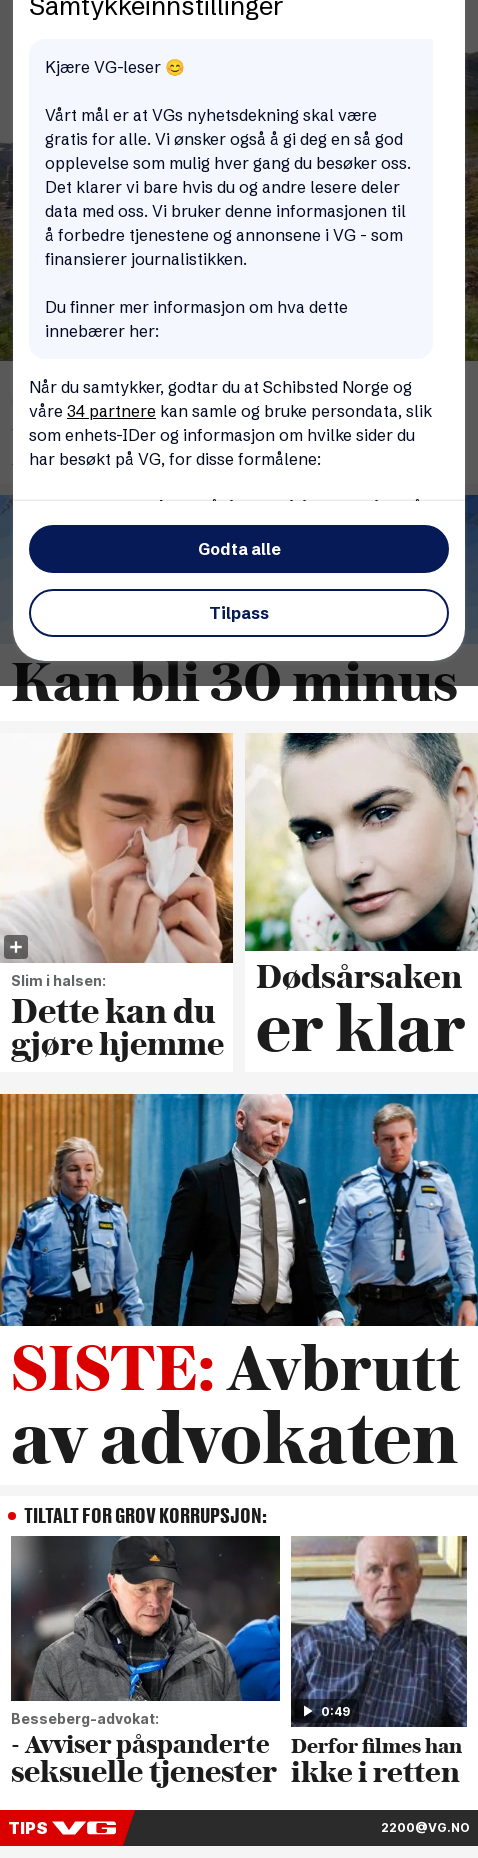 Samtykkeinnstillinger
Kjære VG-leser 😊
Vårt mål er at VGs nyhetsdekning skal være
gratis for alle. Vi ønsker også å gi deg en så god
opplevelse som mulig hver gang du besøker oss.
Det klarer vi bare hvis du og andre lesere deler
data med oss. Vi bruker denne informasjonen til
å forbedre tjenestene og annonsene i VG - som
finansierer journalistikken.
Du finner mer informasjon om hva dette
innebærer her:
Når du samtykker, godtar du at Schibsted Norge og
våre 34 partnere kan samle og bruke persondata, slik
som enhets-IDer og informasjon om hvilke sider du
har besøkt på VG, for disse formålene:
Godta alle
Tilpass
Kan bli 30 minus
Slim i halsen:
Dette kan du
gjøre hjemme
Dødsårsaken
er klar
SISTE: Avbrutt
av advokaten
TILTALT FOR GROV KORRUPSJON:
Besseberg-advokat:
- Avviser påspanderte
seksuelle tjenester
0:49
Derfor filmes han
ikke i retten
TIPS VG
2200@VG.NO